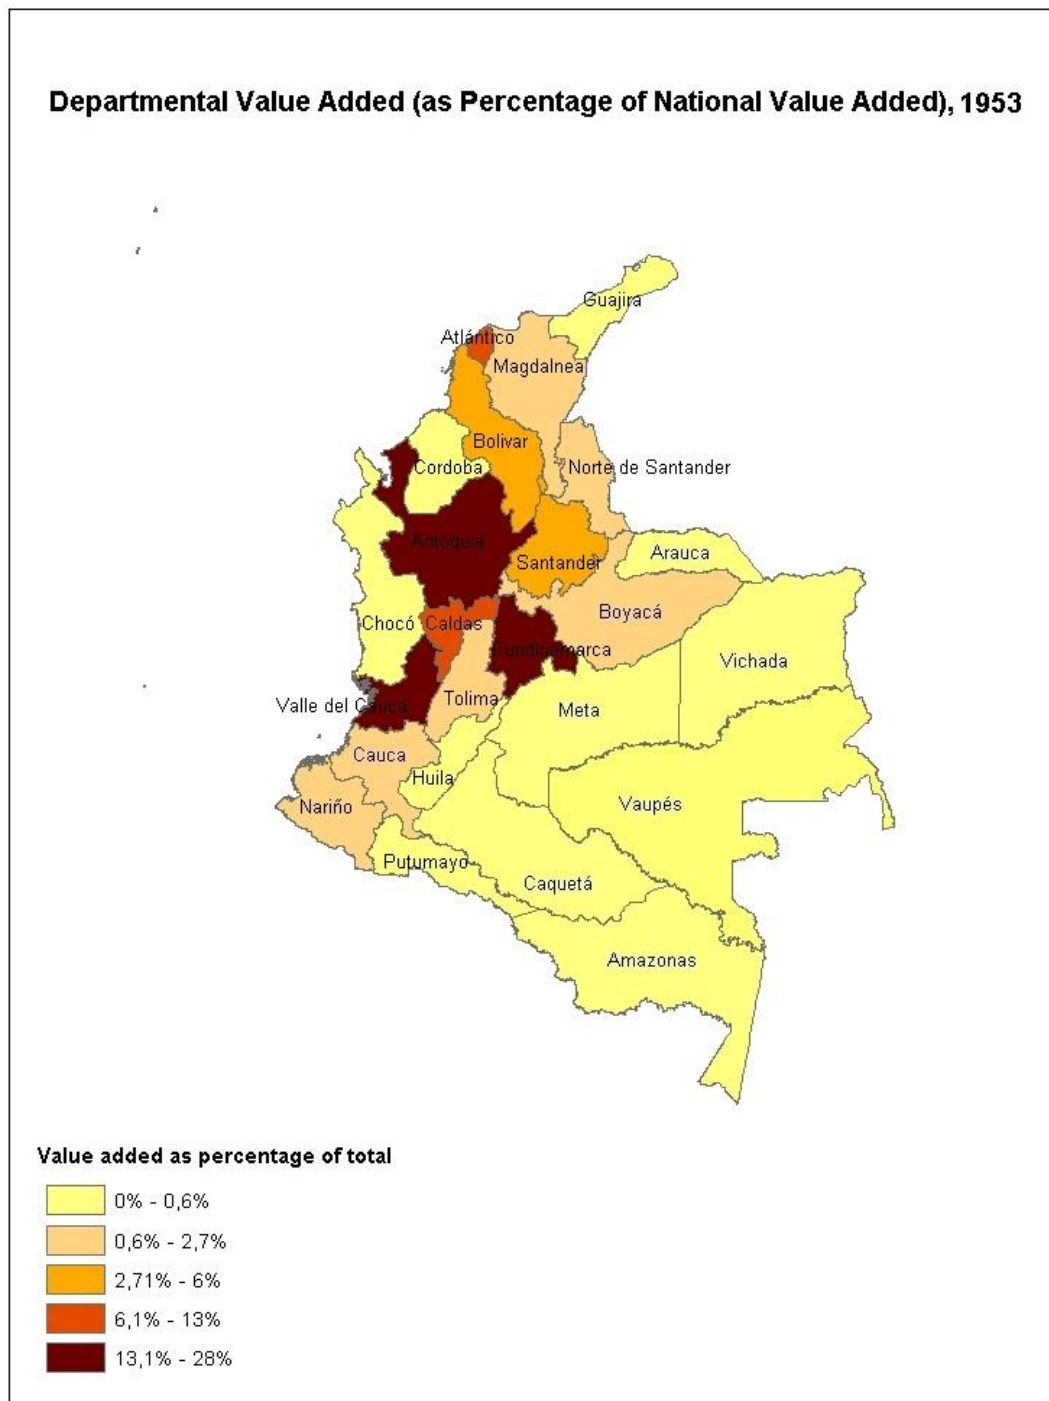 Departmental Value Added (as Percentage of National Value Added), 1953
Guajira
Atlántico
Magdalnea
Bolivar
Cordoba
Norte de Santander
Antoquia
Santander
Arauca
Boyacá
Chocó
Caldas
Cundinamarca
Vichada
Valle del Cauca
Tolima
Meta
Cauca
Huila
Nariño
Vaupés
Putumayo
Caquetá
Amazonas
Value added as percentage of total
0% - 0,6%
0,6% - 2,7%
2,71% - 6%
6,1% - 13%
13,1% - 28%